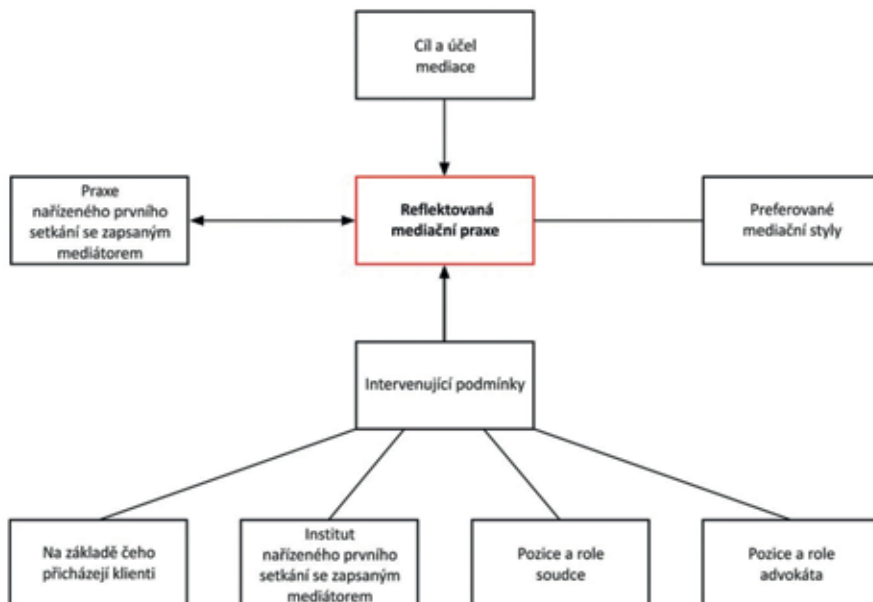 Cíl a účel
mediace
Praxe
nařízeného prvního
setkání se zapsaným
mediátorem
Reflektovaná
mediační praxe
Preferované
mediační styly
Intervenující podmínky
Na základě čeho
přicházejí klienti
Institut
nařízeného prvního
setkání se zapsaným
mediátorem
Pozice a role
soudce
Pozice a role
advokáta